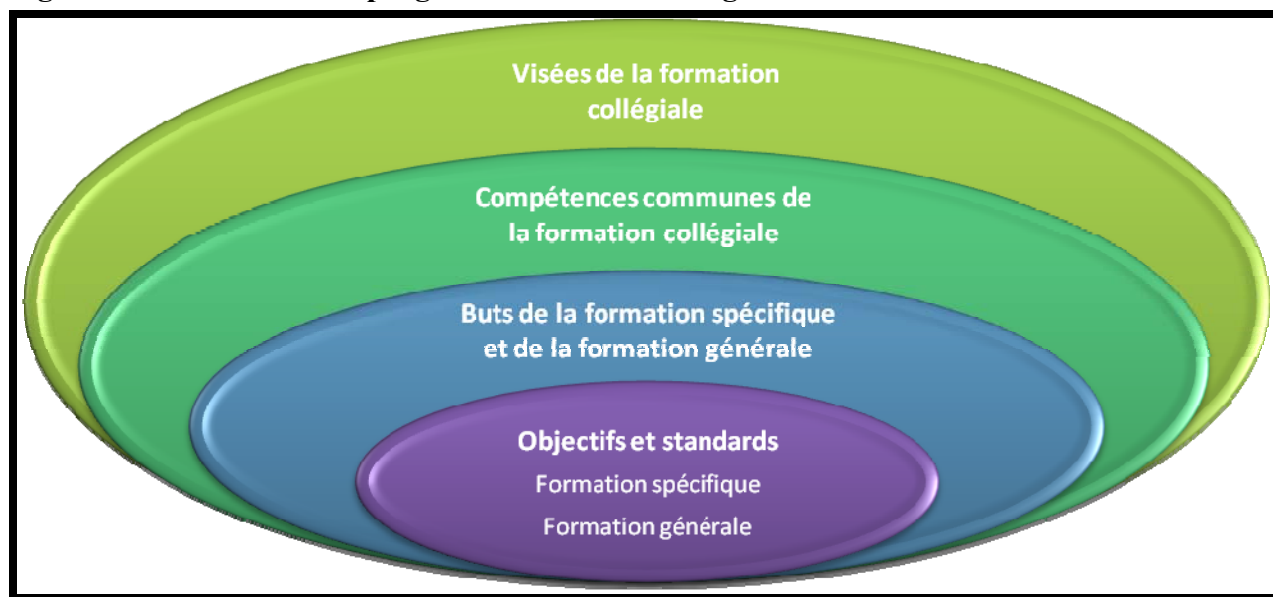 Visées de la formation
collégiale
Compétences communes de
la formation collégiale
Buts de la formation spécifique
et de la formation générale
Objectifs et standards
Formation spécifique
Formation générale